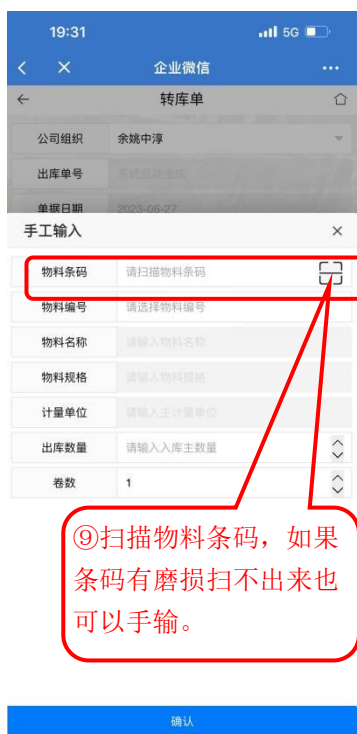 19:31 5G
企业微信
转库单
公司组织 余姚中淳
出库单号 系统自动生成
单据日期 2023-06-27
手工输入
物料条码 请扫描物料条码
物料编号 请选择物料编号
物料名称 请输入物料名称
物料规格 请输入物料规格
计量单位 请输入主计量单位
出库数量 请输入入库主数量
卷数 1
⑨扫描物料条码，如果
条码有磨损扫不出来也
可以手输。
确认